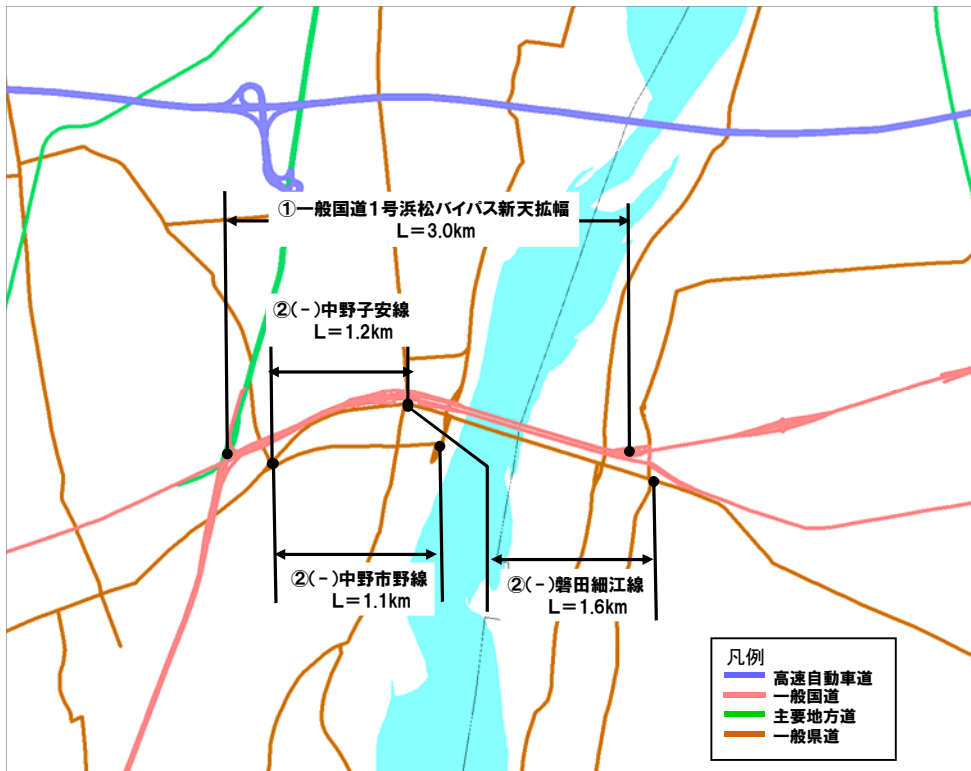 ①一般国道1号浜松バイパス新天拡幅
L=3.0km
②(-)中野子安線
L=1.2km
②(-)中野市野線
L=1.1km
②(-)磐田細江線
L=1.6km
凡例
高速自動車道
一般国道
主要地方道
一般県道